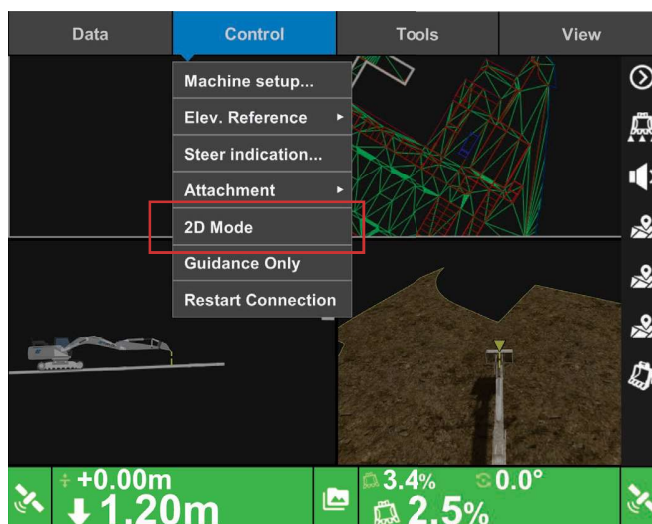 Data Control Tools View
Machine setup...
Elev. Reference
Steer indication...
Attachment
2D Mode
Guidance Only
Restart Connection
+0.00m 3.4% 0.0°
1.20m 2.5%